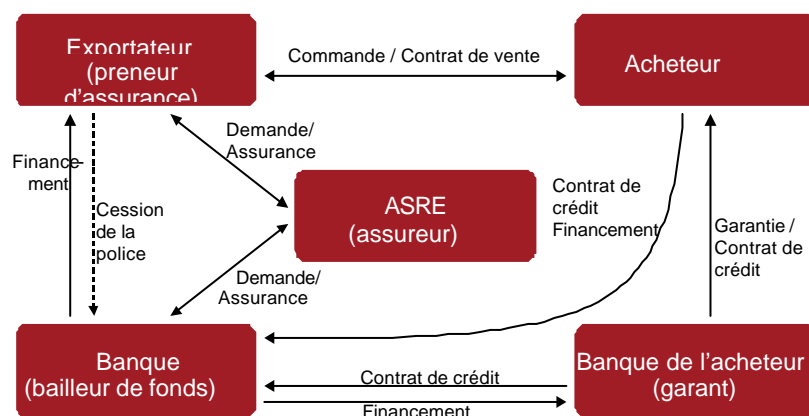 Exportateur
(preneur
d'assurance)
Commande / Contrat de vente
Acheteur
Finance-
ment
Cession
de la
police
Demande/
Assurance
ASRE
(assureur)
Contrat de
crédit
Financement
Garantie /
Contrat de
crédit
Demande/
Assurance
Banque
(bailleur de fonds)
Contrat de crédit
Financement
Banque de l'acheteur
(garant)